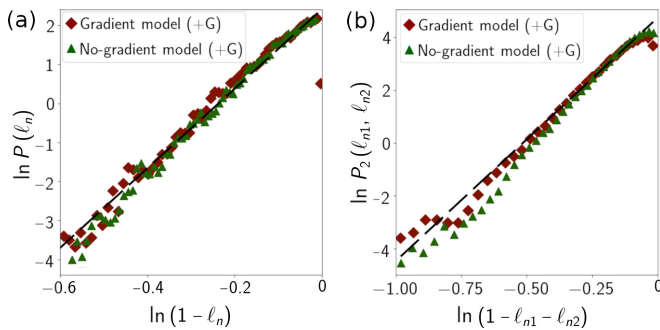 (a)
Gradient model (+G)
No-gradient model (+G)
2
1
0
−1
−2
−3
−4
ln P(ℓn)
−0.6
−0.4
−0.2
0
ln (1 − ℓn)
(b)
Gradient model (+G)
No-gradient model (+G)
4
2
0
−2
−4
ln P2(ℓn1, ℓn2)
−1.00
−0.75
−0.50
−0.25
0
ln (1 − ℓn1 − ℓn2)